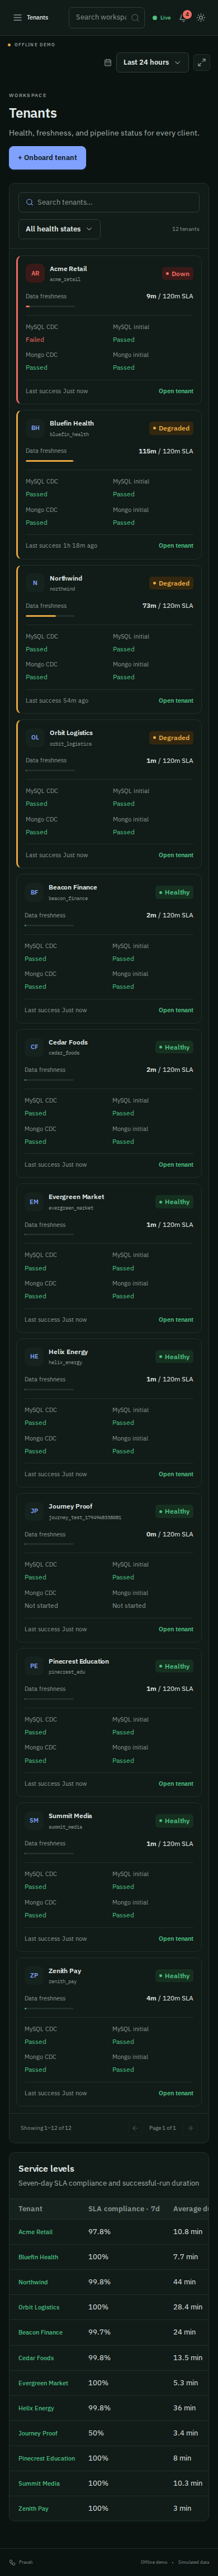 Tenants
Search workspa
Live
4
OFFLINE DEMO
Last 24 hours
WORKSPACE
Tenants
Health, freshness, and pipeline status for every client.
+ Onboard tenant
Search tenants...
All health states
12 tenants
AR Acme Retail Down
acme_retail
Data freshness 9m / 120m SLA
MySQL CDC MySQL initial
Failed Passed
Mongo CDC Mongo initial
Passed Passed
Last success Just now Open tenant
BH Bluefin Health Degraded
bluefin_health
Data freshness 115m / 120m SLA
MySQL CDC MySQL initial
Passed Passed
Mongo CDC Mongo initial
Passed Passed
Last success 1h 18m ago Open tenant
N Northwind Degraded
northwind
Data freshness 73m / 120m SLA
MySQL CDC MySQL initial
Passed Passed
Mongo CDC Mongo initial
Passed Passed
Last success 54m ago Open tenant
OL Orbit Logistics Degraded
orbit_logistics
Data freshness 1m / 120m SLA
MySQL CDC MySQL initial
Passed Passed
Mongo CDC Mongo initial
Passed Passed
Last success Just now Open tenant
BF Beacon Finance Healthy
beacon_finance
Data freshness 2m / 120m SLA
MySQL CDC MySQL initial
Passed Passed
Mongo CDC Mongo initial
Passed Passed
Last success Just now Open tenant
CF Cedar Foods Healthy
cedar_foods
Data freshness 2m / 120m SLA
MySQL CDC MySQL initial
Passed Passed
Mongo CDC Mongo initial
Passed Passed
Last success Just now Open tenant
EM Evergreen Market Healthy
evergreen_market
Data freshness 1m / 120m SLA
MySQL CDC MySQL initial
Passed Passed
Mongo CDC Mongo initial
Passed Passed
Last success Just now Open tenant
HE Helix Energy Healthy
helix_energy
Data freshness 1m / 120m SLA
MySQL CDC MySQL initial
Passed Passed
Mongo CDC Mongo initial
Passed Passed
Last success Just now Open tenant
JP Journey Proof Healthy
Data freshness 0m / 120m SLA
MySQL CDC MySQL initial
Passed Passed
Mongo CDC Mongo initial
Not started Not started
Last success Just now Open tenant
PE Pinecrest Education Healthy
pinecrest_edu
Data freshness 1m / 120m SLA
MySQL CDC MySQL initial
Passed Passed
Mongo CDC Mongo initial
Passed Passed
Last success Just now Open tenant
SM Summit Media Healthy
summit_media
Data freshness 1m / 120m SLA
MySQL CDC MySQL initial
Passed Passed
Mongo CDC Mongo initial
Passed Passed
Last success Just now Open tenant
ZP Zenith Pay Healthy
zenith_pay
Data freshness 4m / 120m SLA
MySQL CDC MySQL initial
Passed Passed
Mongo CDC Mongo initial
Passed Passed
Last success Just now Open tenant
Showing 1–12 of 12 Page 1 of 1
Service levels
Seven-day SLA compliance and successful-run duration
Tenant SLA compliance · 7d Average d
Acme Retail 97.8% 10.8 min
Bluefin Health 100% 7.7 min
Northwind 99.8% 44 min
Orbit Logistics 100% 28.4 min
Beacon Finance 99.7% 24 min
Cedar Foods 99.8% 13.5 min
Evergreen Market 100% 5.3 min
Helix Energy 99.8% 36 min
Journey Proof 50% 3.4 min
Pinecrest Education 100% 8 min
Summit Media 100% 10.3 min
Zenith Pay 100% 3 min
Offline demo • Simulated data